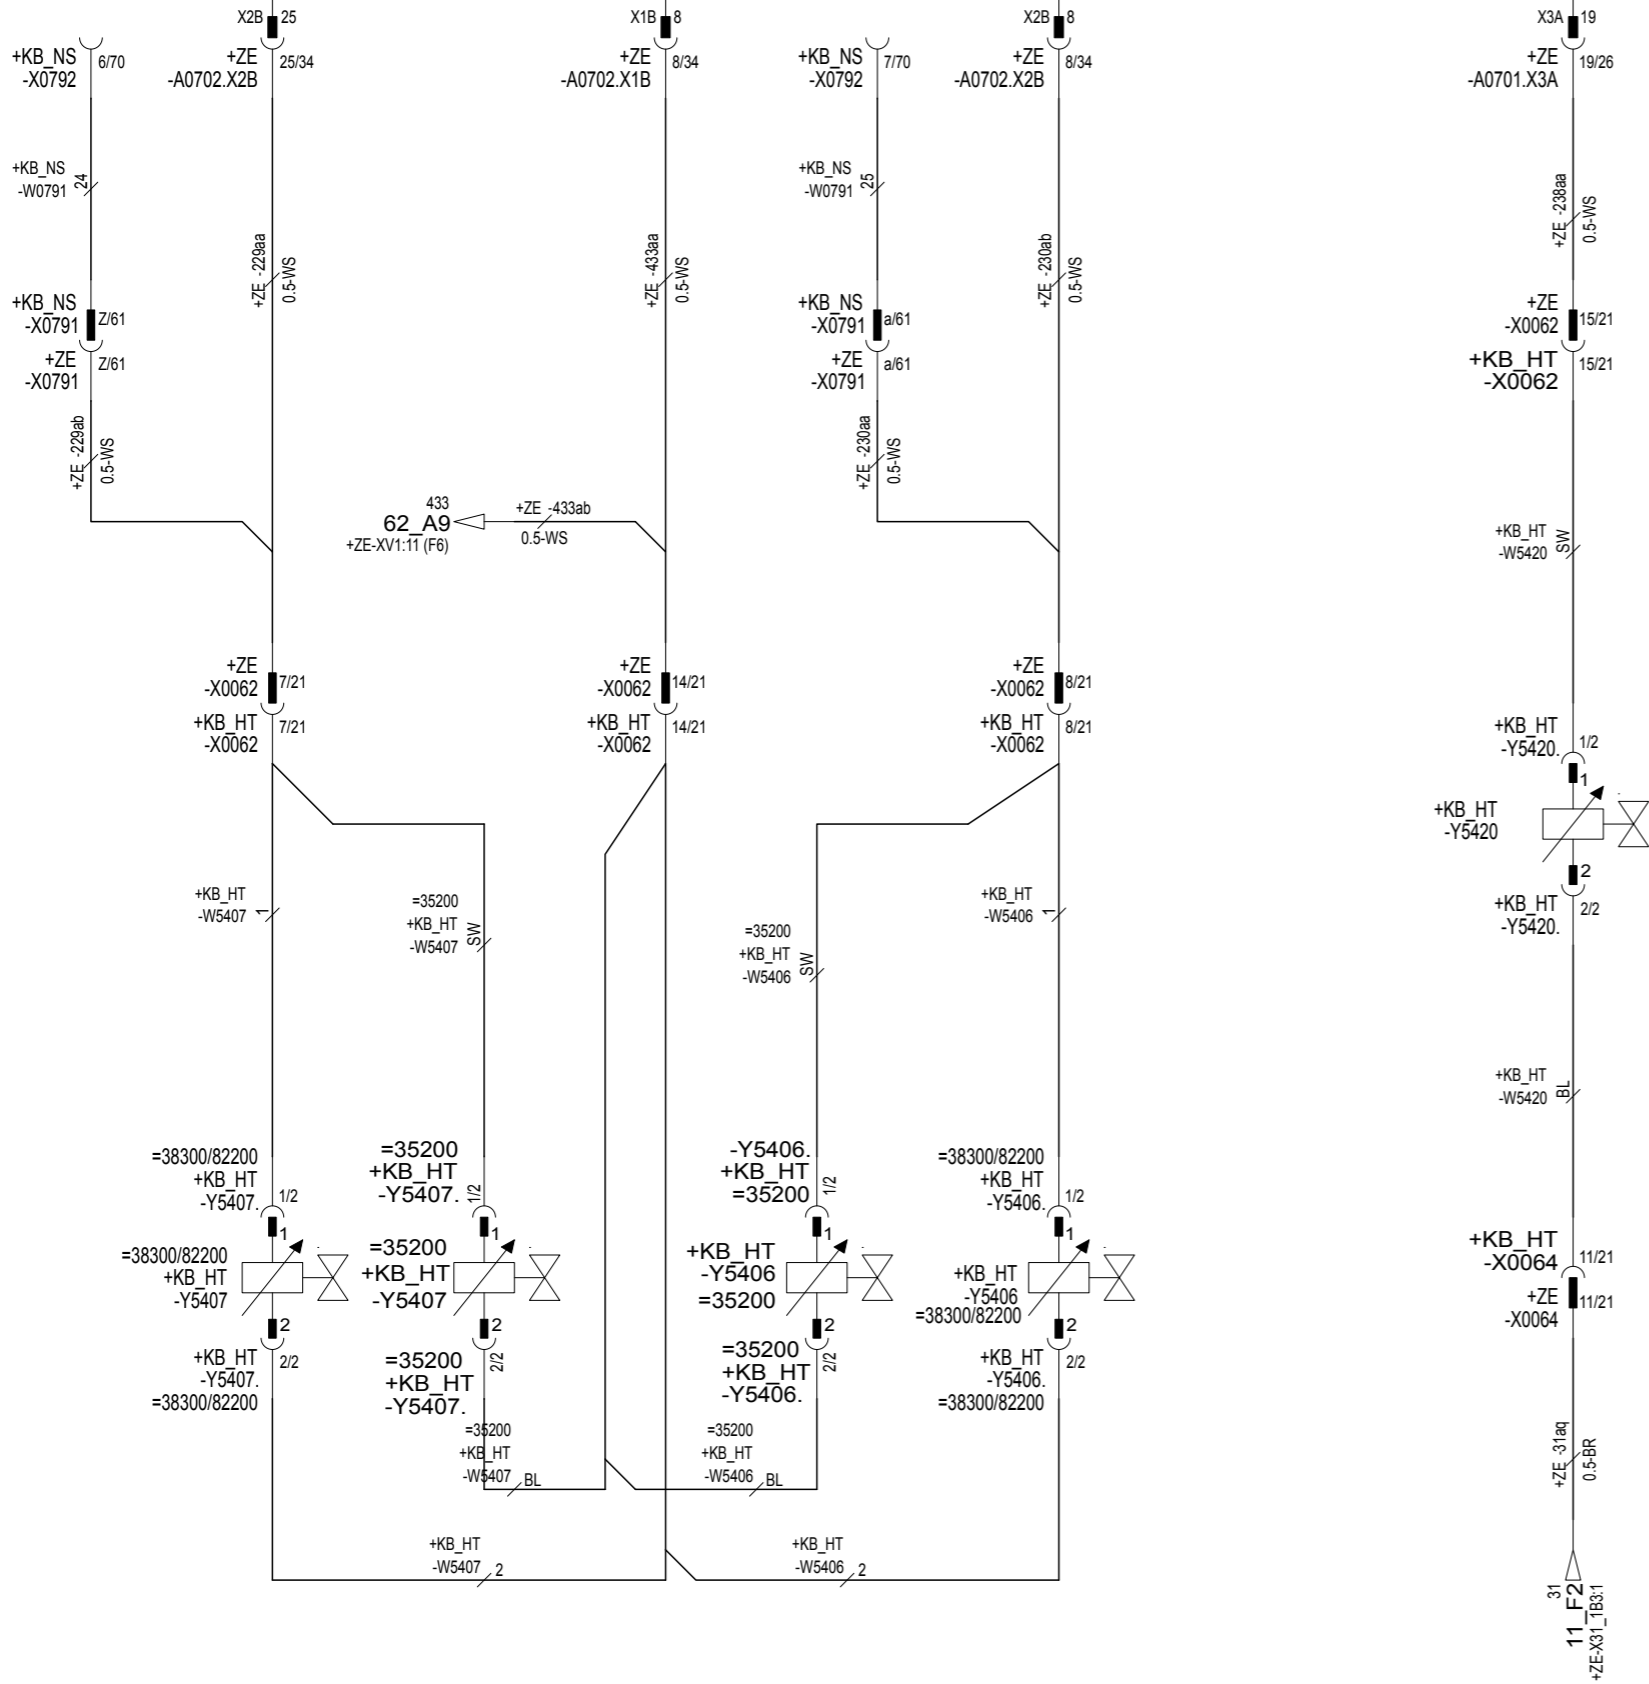 X2B 25
X1B 8
X2B 8
X3A 19
+KB_NS 6/70
-X0792
+ZE 25/34
-A0702.X2B
+ZE 8/34
-A0702.X1B
+KB_NS 7/70
-X0792
+ZE 8/34
-A0702.X2B
+ZE 19/26
-A0701.X3A
+KB_NS
-W0791 24
+ZE -229aa
0.5-WS
+ZE -433aa
0.5-WS
+KB_NS
-W0791 25
+ZE -230ab
0.5-WS
+ZE -238aa
0.5-WS
+KB_NS
-X0791 Z/61
+ZE
-X0791 Z/61
+KB_NS
-X0791 a/61
+ZE
-X0791 a/61
+ZE
-X0062 15/21
+KB_HT
-X0062 15/21
+ZE -229ab
0.5-WS
433
62_A9
+ZE-XV1:11 (F6)
+ZE -433ab
0.5-WS
+ZE -230aa
0.5-WS
+KB_HT
-W5420 SW
+ZE
-X0062 7/21
+KB_HT
-X0062 7/21
+ZE
-X0062 14/21
+KB_HT
-X0062 14/21
+ZE
-X0062 8/21
+KB_HT
-X0062 8/21
+KB_HT
-Y5420. 1/2
1
+KB_HT
-Y5420
2
+KB_HT
-Y5420. 2/2
+KB_HT
-W5407 1
=35200
+KB_HT
-W5407 SW
=35200
+KB_HT
-W5406 SW
+KB_HT
-W5406 1
+KB_HT
-W5420 BL
=38300/82200
+KB_HT
-Y5407. 1/2
1
=38300/82200
+KB_HT
-Y5407
2
+KB_HT
-Y5407. 2/2
=38300/82200
=35200
+KB_HT
-Y5407. 1/2
1
=35200
+KB_HT
-Y5407
2
=35200
+KB_HT
-Y5407. 2/2
-Y5406.
+KB_HT
=35200 1/2
1
+KB_HT
-Y5406
=35200
2
=35200
+KB_HT
-Y5406. 2/2
=38300/82200
+KB_HT
-Y5406. 1/2
1
+KB_HT
-Y5406
=38300/82200
2
+KB_HT
-Y5406. 2/2
=38300/82200
+KB_HT
-X0064 11/21
+ZE
-X0064 11/21
=35200
+KB_HT
-W5407 BL
=35200
+KB_HT
-W5406 BL
+ZE -31aq
0.5-BR
+KB_HT
-W5407 2
+KB_HT
-W5406 2
31
11_F2
+ZE-X31_1B3:1